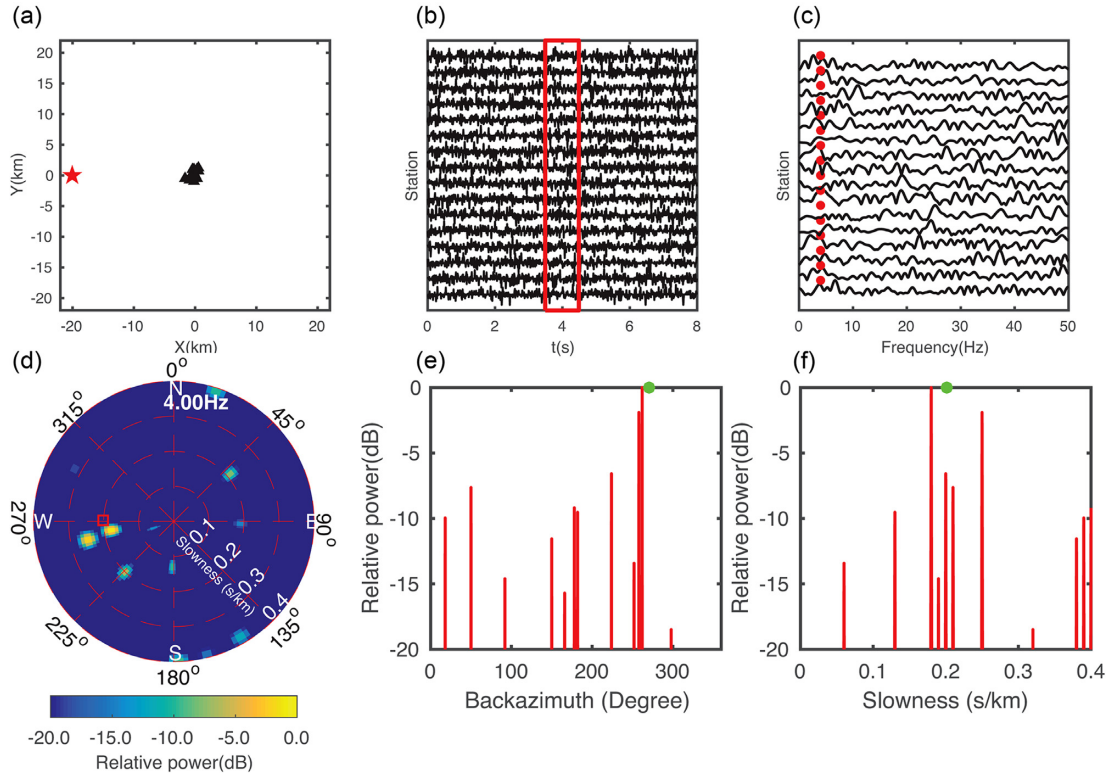 (a)
20
15
10
5
0
-5
-10
-15
-20
Y(km)
-20
-10
0
10
20
X(km)
(b)
Station
0
2
4
6
8
t(s)
(c)
Station
0
10
20
30
40
50
Frequency(Hz)
(d)
0°
N
4.00Hz
45°
315°
270°
W
E
90°
0.1
0.2
0.3
0.4
Slowness (s/km)
225°
135°
S
180°
-20.0
-15.0
-10.0
-5.0
0.0
Relative power(dB)
(e)
0
-5
-10
-15
-20
Relative power(dB)
0
100
200
300
Backazimuth (Degree)
(f)
0
-5
-10
-15
-20
Relative power(dB)
0
0.1
0.2
0.3
0.4
Slowness (s/km)